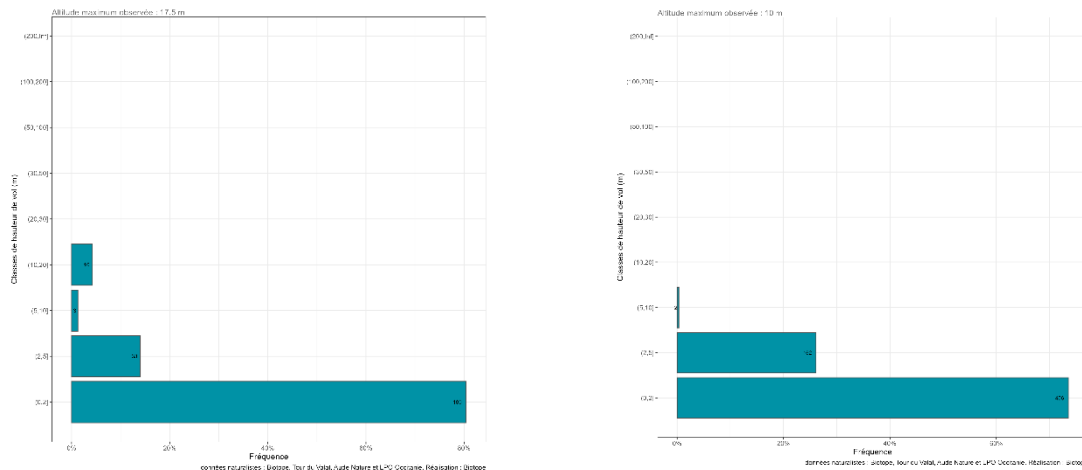 Altitude maximum observée : 17,5 m
Classes de hauteur de vol (m)
(200,Inf]
(100,200]
(50,100]
(30,50]
(20,30]
(10,20]
(5,10]
(2,5]
(0,2]
0%
20%
40%
60%
Fréquence
données naturalistes : Biotope, Tour du Valat, Aude Nature et LPO Occitanie. Réalisation : Biotope
Altitude maximum observée : 10 m
Classes de hauteur de vol (m)
(200,Inf]
(100,200]
(50,100]
(30,50]
(20,30]
(10,20]
(5,10]
2
(2,5]
(0,2]
0%
20%
40%
60%
Fréquence
données naturalistes : Biotope, Tour du Valat, Aude Nature et LPO Occitanie. Réalisation : Biotop